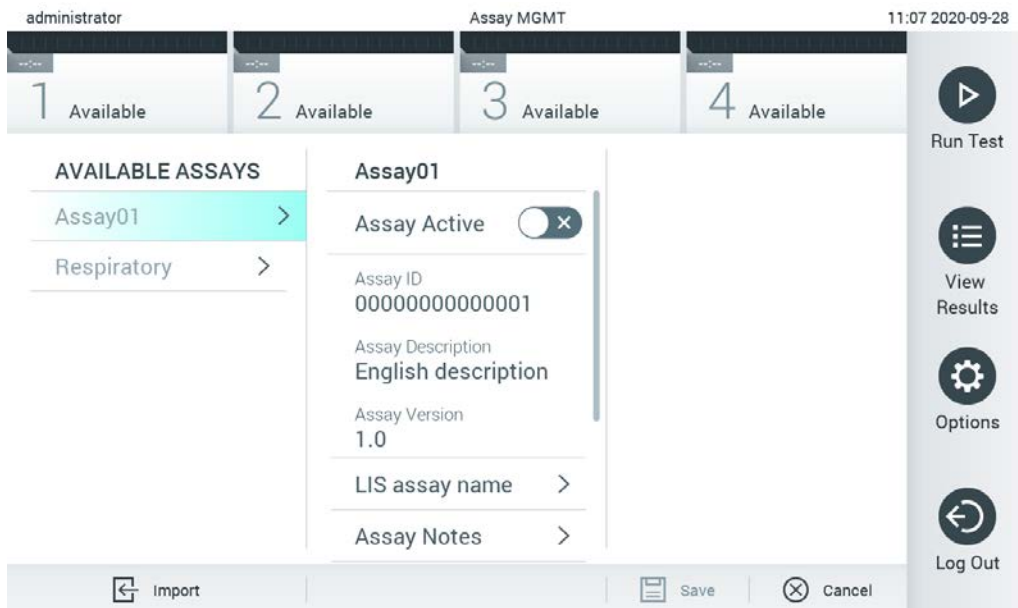 administrator
Assay MGMT
11:07 2020-09-28
--:--
--:--
--:--
--:--
1 Available
2 Available
3 Available
4 Available
Run Test
View
Results
Options
Log Out
AVAILABLE ASSAYS
Assay01
Respiratory
Assay01
Assay Active
Assay ID
00000000000001
Assay Description
English description
Assay Version
1.0
LIS assay name
Assay Notes
Import
Save
Cancel